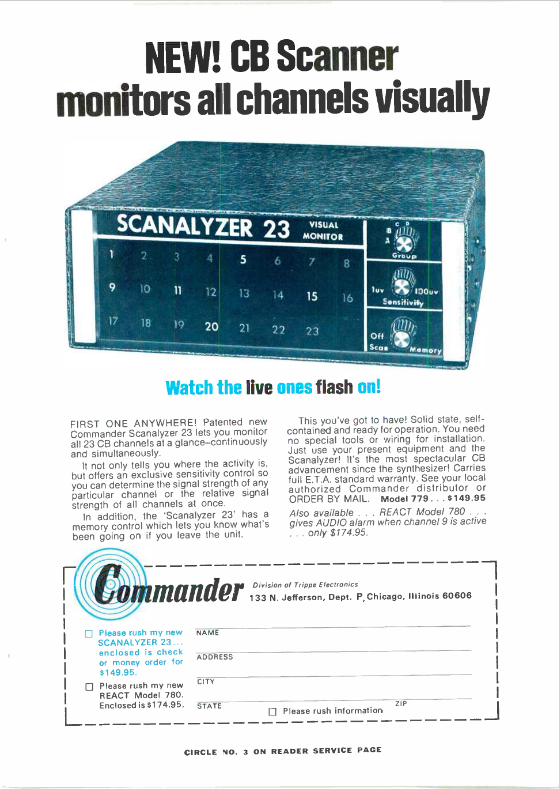 NEW! CB Scanner
monitors all channels visually
SCANALYZER 23 VISUAL
MONITOR
1 2 3 4 5 6 7 8
9 10 11 12 13 14 15 16
17 18 19 20 21 22 23
A B C D
Group
1uv 100uv
Sensitivity
Off
Scan Memory
Watch the live ones flash on!
FIRST ONE ANYWHERE! Patented new
Commander Scanalyzer 23 lets you monitor
all 23 CB channels at a glance–continuously
and simultaneously.
It not only tells you where the activity is,
but offers an exclusive sensitivity control so
you can determine the signal strength of any
particular channel or the relative signal
strength of all channels at once.
In addition, the 'Scanalyzer 23' has a
memory control which lets you know what's
been going on if you leave the unit.
This you've got to have! Solid state, self-
contained and ready for operation. You need
no special tools or wiring for installation.
Just use your present equipment and the
Scanalyzer! It's the most spectacular CB
advancement since the synthesizer! Carries
full E.T.A. standard warranty. See your local
authorized Commander distributor or
ORDER BY MAIL. Model 779 . . . $149.95
Also available . . . REACT Model 780 . . .
gives AUDIO alarm when channel 9 is active
. . . only $174.95.
Commander Division of Trippe Electronics
133 N. Jefferson, Dept. P, Chicago, Illinois 60606
Please rush my new
SCANALYZER 23 . . .
enclosed is check
or money order for
$149.95.
Please rush my new
REACT Model 780.
Enclosed is $174.95.
NAME
ADDRESS
CITY
STATE ZIP
Please rush information
CIRCLE NO. 3 ON READER SERVICE PAGE